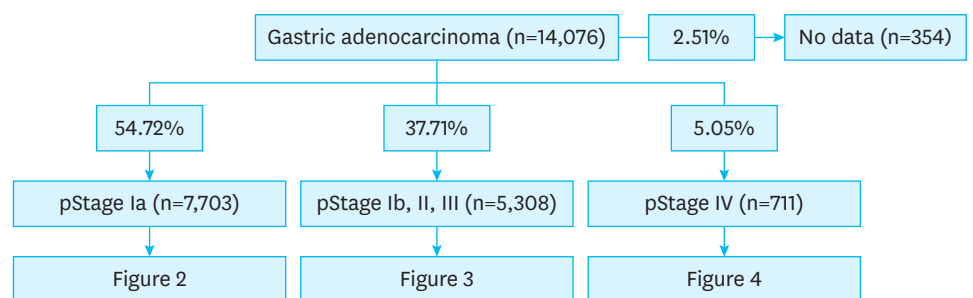 Gastric adenocarcinoma (n=14,076)
2.51%
No data (n=354)
54.72%
37.71%
5.05%
pStage Ia (n=7,703)
pStage Ib, II, III (n=5,308)
pStage IV (n=711)
Figure 2
Figure 3
Figure 4